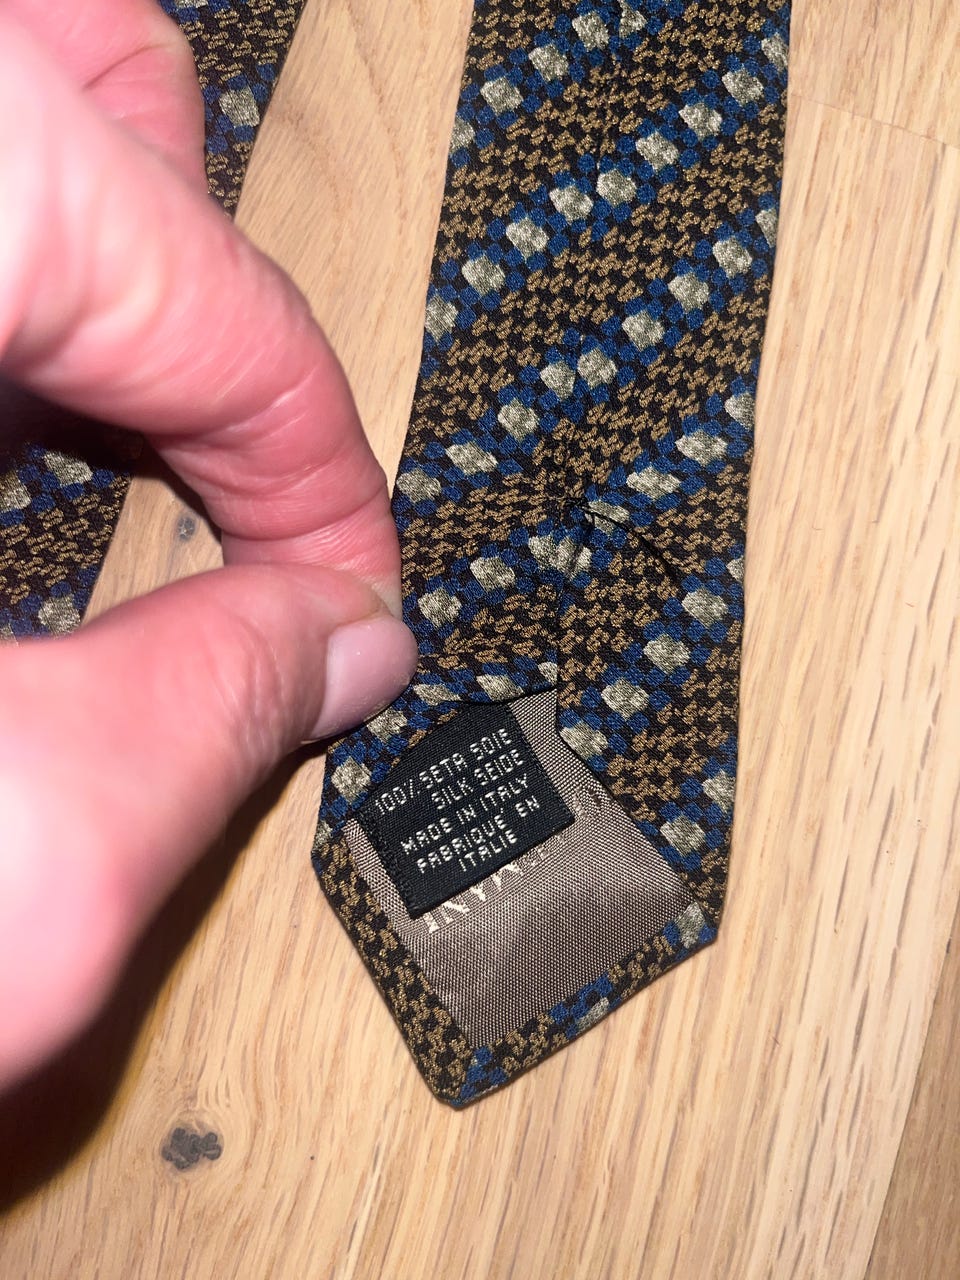 100% SETA SOIE
SILK SEIDE
MADE IN ITALY
FABRIQUE EN
ITALIE